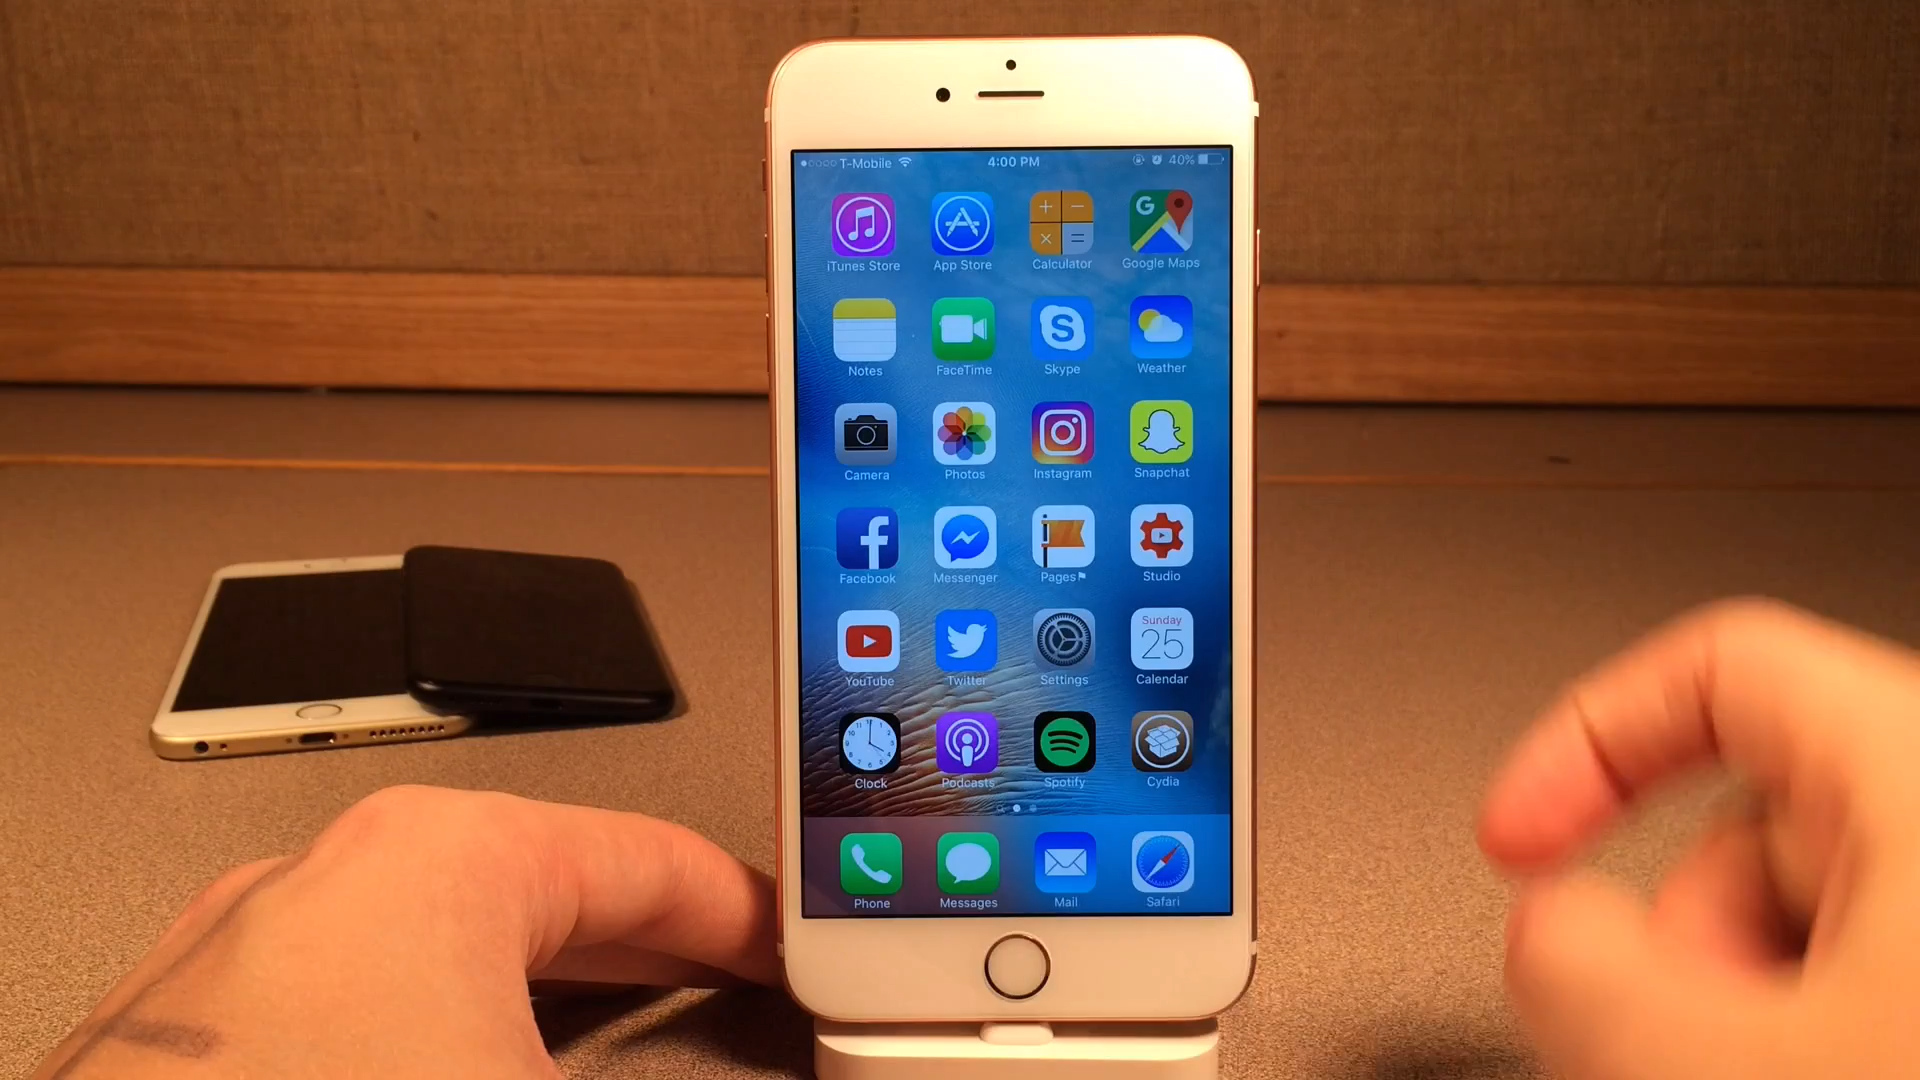 T-Mobile 4:00 PM 40%
iTunes Store App Store Calculator Google Maps
Notes FaceTime Skype Weather
Camera Photos Instagram Snapchat
Facebook Messenger Pages Studio
Sunday
25
YouTube Twitter Settings Calendar
Clock Podcasts Spotify Cydia
Phone Messages Mail Safari